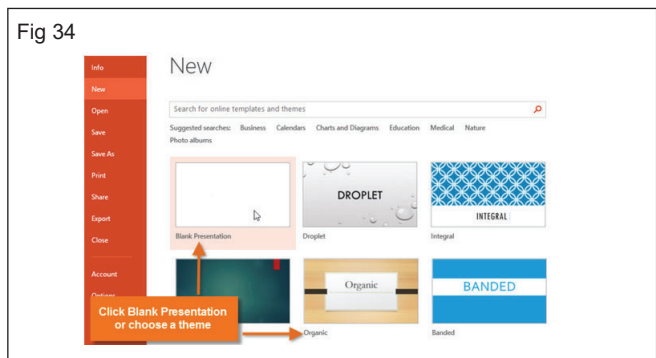 Fig 34
New
Info
New
Open
Save
Save As
Print
Share
Export
Close
Account
Options
Search for online templates and themes
Suggested searches: Business Calendars Charts and Diagrams Education Medical Nature
Photo albums
Blank Presentation
DROPLET
Droplet
INTEGRAL
Integral
Click Blank Presentation
or choose a theme
Organic
Organic
BANDED
Banded